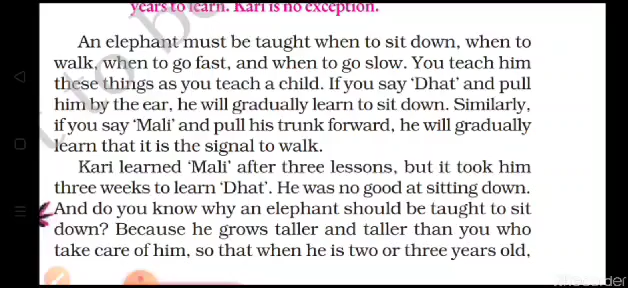 years to learn. Kari is no exception.
An elephant must be taught when to sit down, when to
walk, when to go fast, and when to go slow. You teach him
these things as you teach a child. If you say ‘Dhat’ and pull
him by the ear, he will gradually learn to sit down. Similarly,
if you say ‘Mali’ and pull his trunk forward, he will gradually
learn that it is the signal to walk.
Kari learned ‘Mali’ after three lessons, but it took him
three weeks to learn ‘Dhat’. He was no good at sitting down.
And do you know why an elephant should be taught to sit
down? Because he grows taller and taller than you who
take care of him, so that when he is two or three years old,